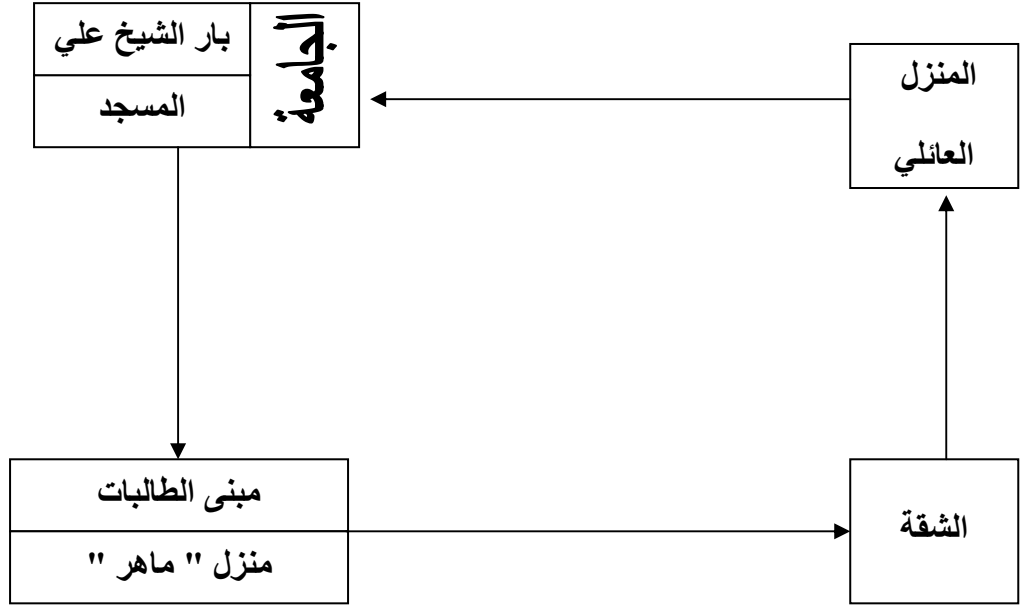 بار الشيخ علي
المسجد
الجامعة
المنزل
العائلي
مبنى الطالبات
منزل " ماهر "
الشقة